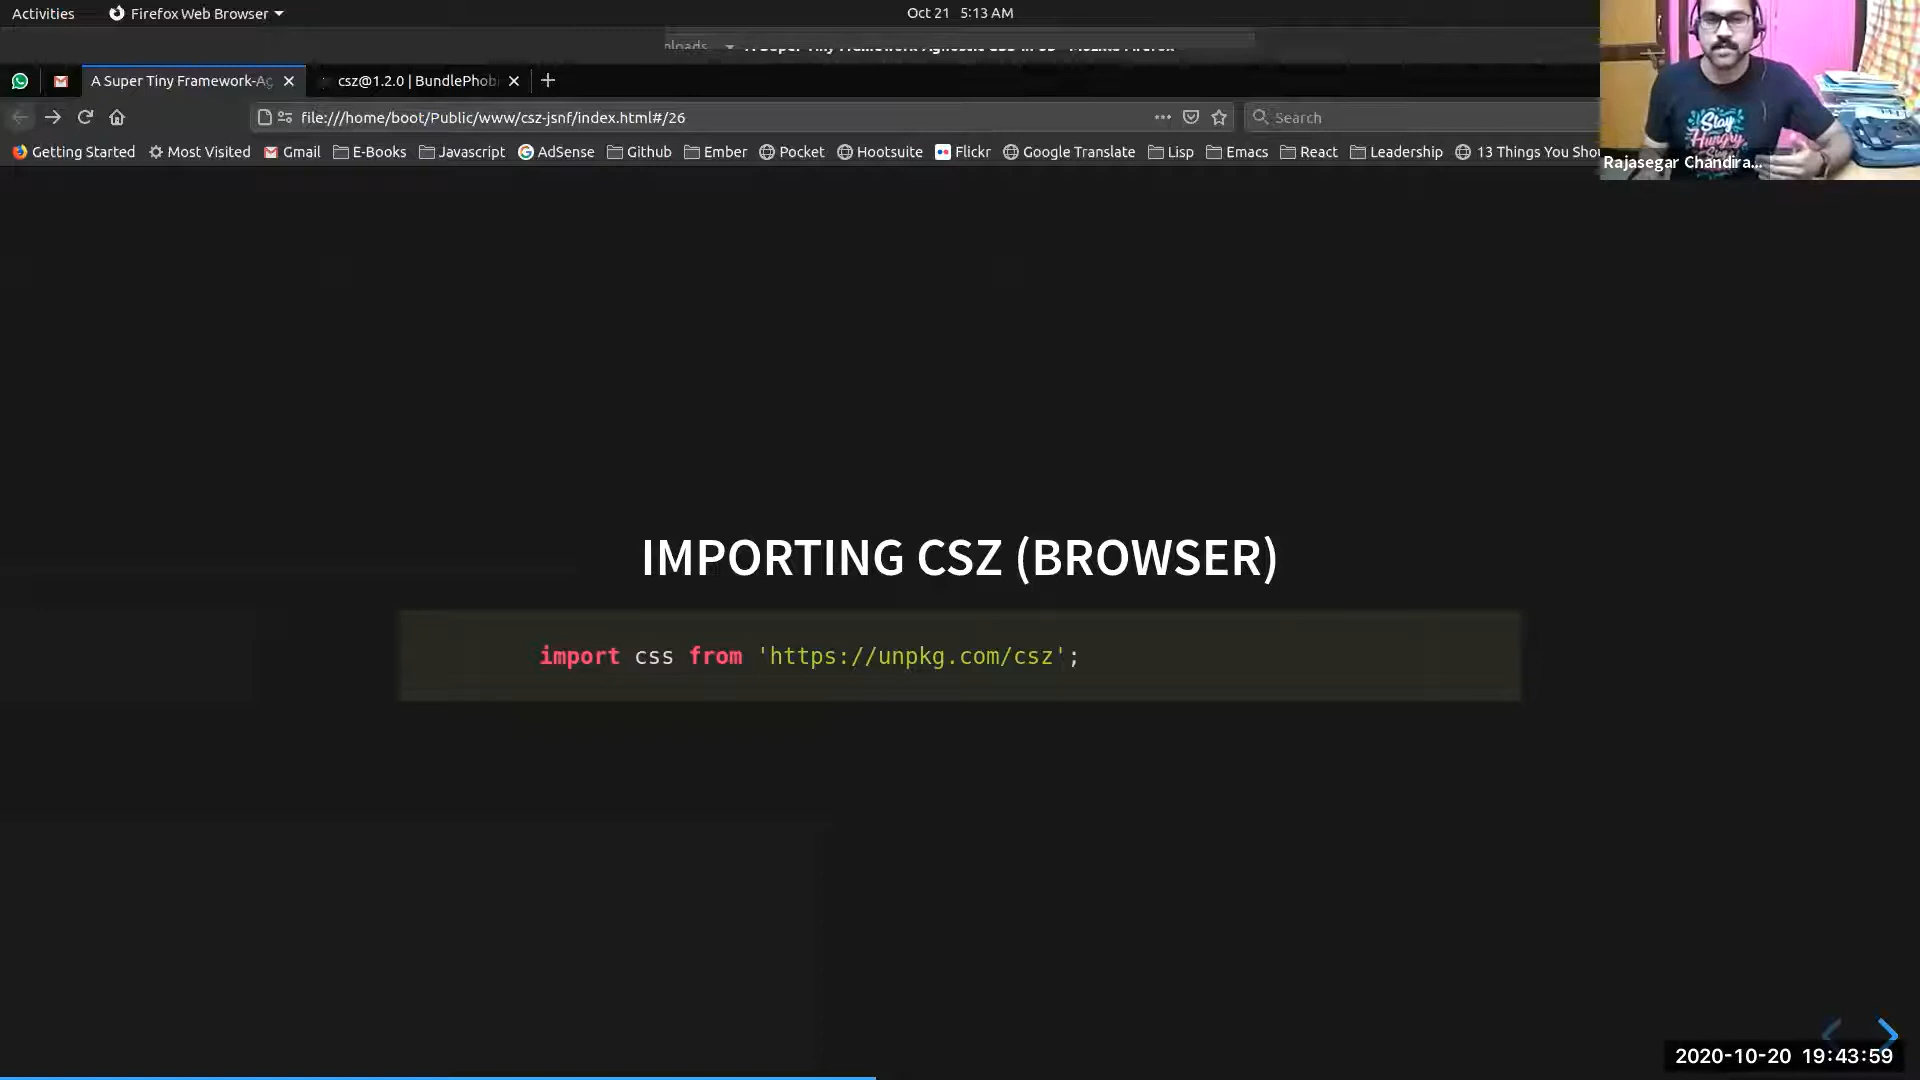 Activities Firefox Web Browser Oct 21 5:13 AM
A Super Tiny Framework-Ag csz@1.2.0 | BundlePhob
file:///home/boot/Public/www/csz-jsnf/index.html#/26 Search
Getting Started Most Visited Gmail E-Books Javascript AdSense Github Ember Pocket Hootsuite Flickr Google Translate Lisp Emacs React Leadership 13 Things You Shou
Stay
Hungry
Rajasegar Chandira...
IMPORTING CSZ (BROWSER)
import css from 'https://unpkg.com/csz';
2020-10-20 19:43:59